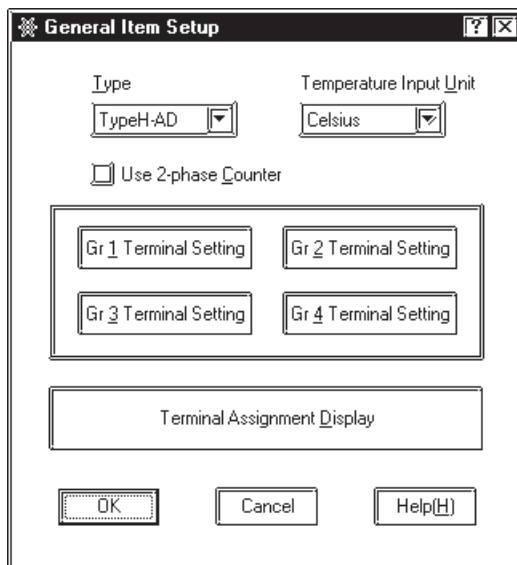 General Item Setup
Type
Temperature Input Unit
TypeH-AD
Celsius
Use 2-phase Counter
Gr 1 Terminal Setting
Gr 2 Terminal Setting
Gr 3 Terminal Setting
Gr 4 Terminal Setting
Terminal Assignment Display
OK
Cancel
Help(H)